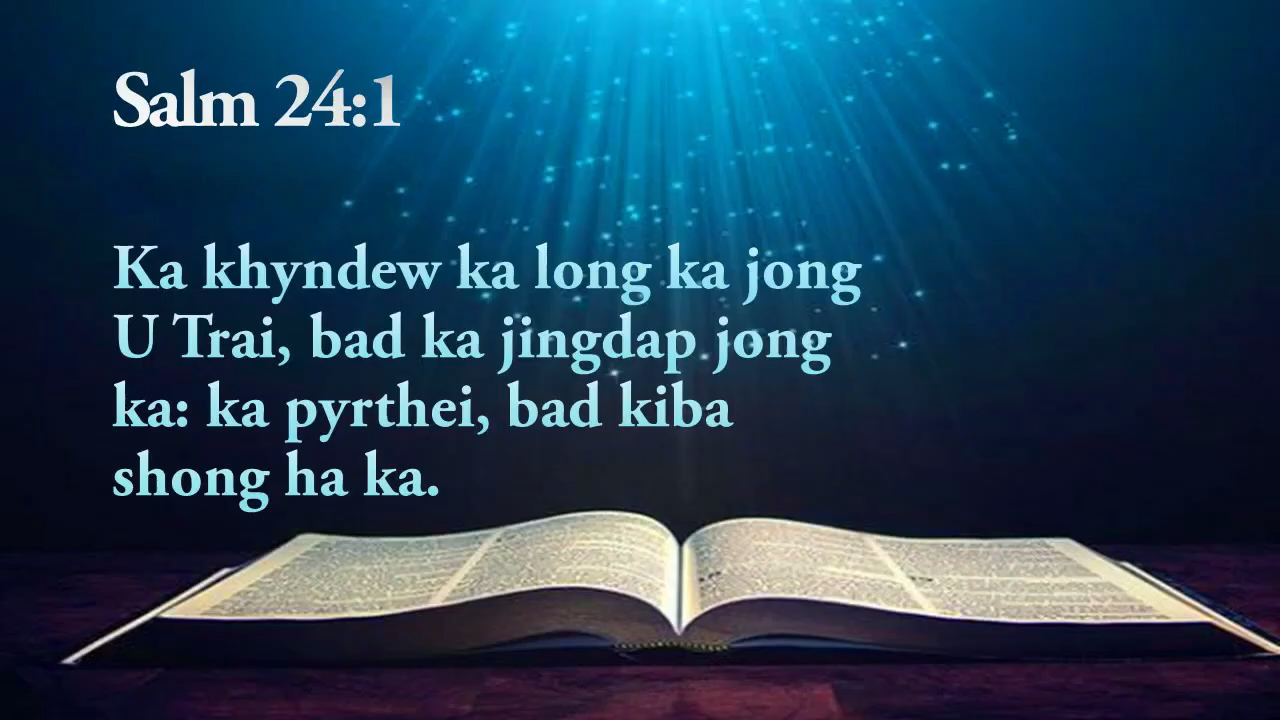 Salm 24:1
Ka khyndew ka long ka jong
U Trai, bad ka jingdap jong
ka: ka pyrthei, bad kiba
shong ha ka.